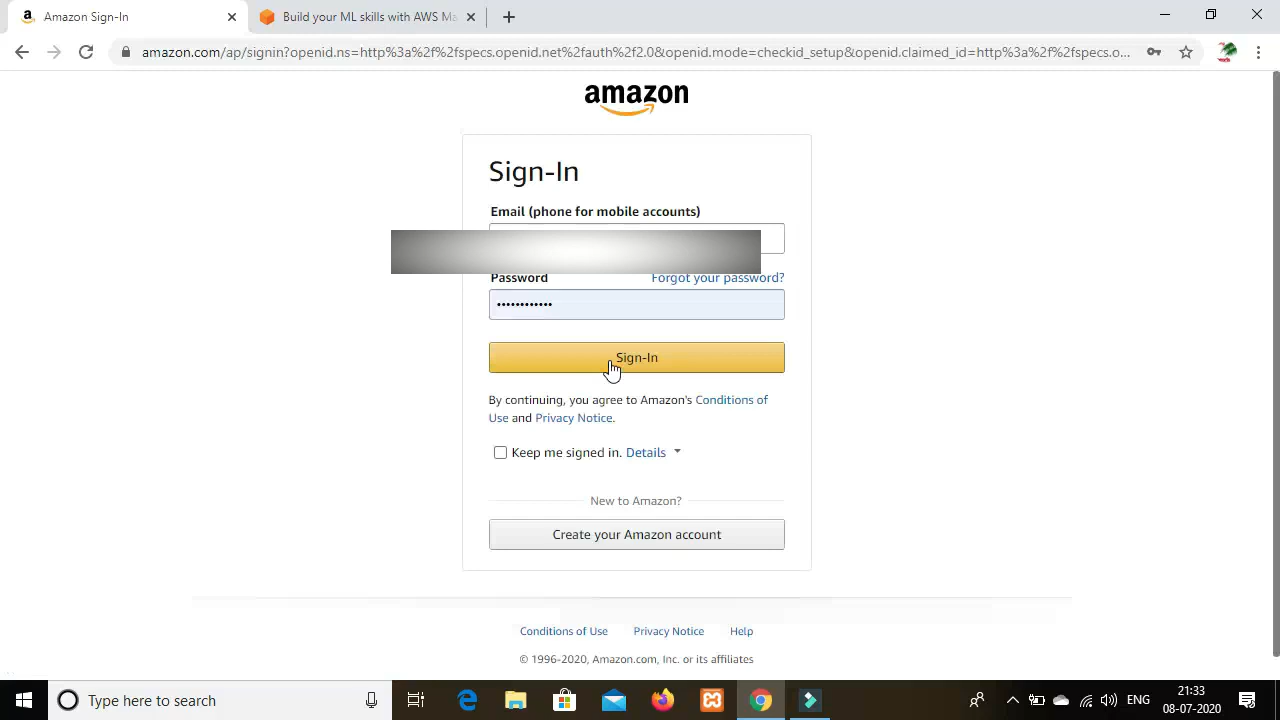 Amazon Sign-In
Build your ML skills with AWS Ma
amazon.com/ap/signin?openid.ns=http%3a%2f%2fspecs.openid.net%2fauth%2f2.0&openid.mode=checkid_setup&openid.claimed_id=http%3a%2f%2fspecs.o...
amazon
Sign-In
Email (phone for mobile accounts)
Password Forgot your password?
••••••••••••
Sign-In
By continuing, you agree to Amazon's Conditions of
Use and Privacy Notice.
Keep me signed in. Details
New to Amazon?
Create your Amazon account
Conditions of Use Privacy Notice Help
© 1996-2020, Amazon.com, Inc. or its affiliates
Type here to search
ENG
21:33
08-07-2020